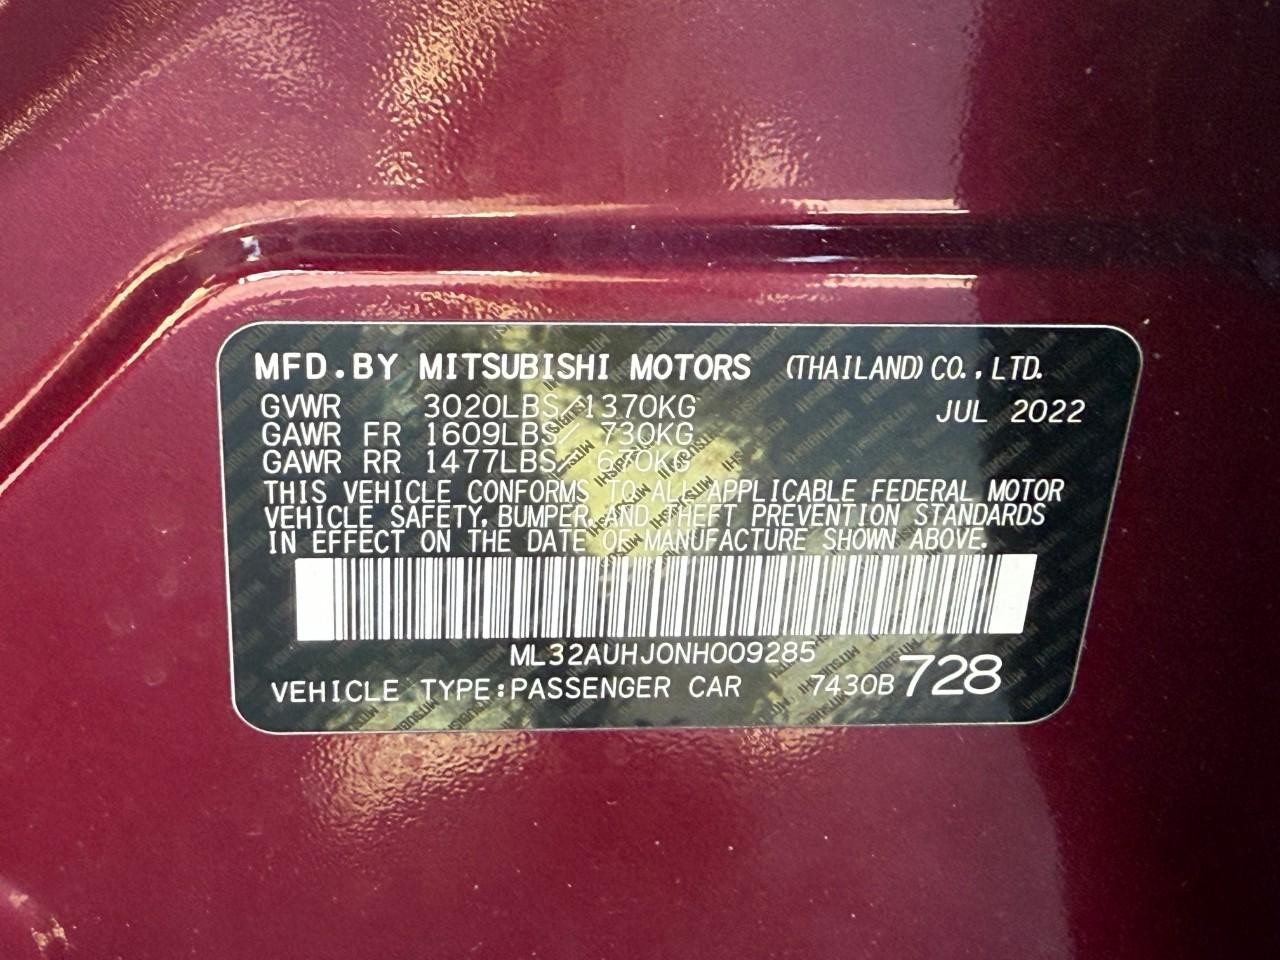 MFD.BY MITSUBISHI MOTORS (THAILAND) CO., LTD.
GVWR 3020LBS/1370KG JUL 2022
GAWR FR 1609LBS/ 730KG
GAWR RR 1477LBS/ 670KG
THIS VEHICLE CONFORMS TO ALL APPLICABLE FEDERAL MOTOR
VEHICLE SAFETY, BUMPER, AND THEFT PREVENTION STANDARDS
IN EFFECT ON THE DATE OF MANUFACTURE SHOWN ABOVE.
ML32AUHJ0NH009285
VEHICLE TYPE:PASSENGER CAR 7430B 728